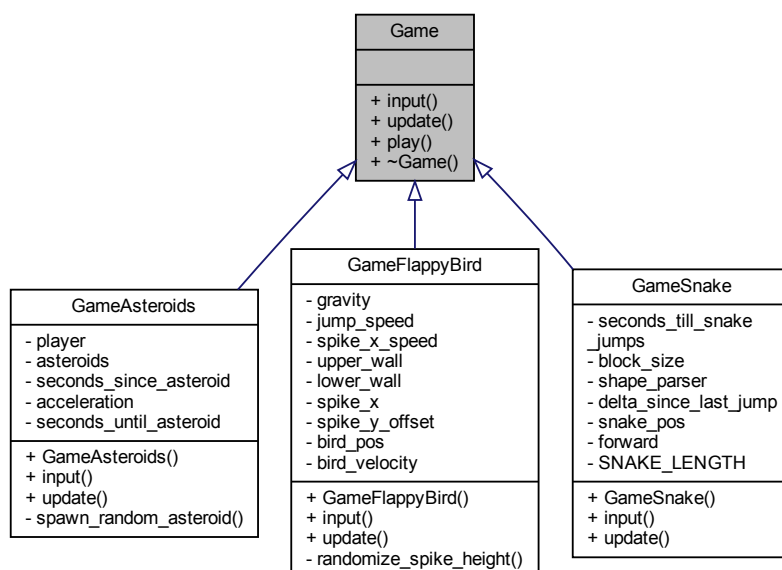 Game
+ input()
+ update()
+ play()
+ ~Game()
GameAsteroids
- player
- asteroids
- seconds_since_asteroid
- acceleration
- seconds_until_asteroid
+ GameAsteroids()
+ input()
+ update()
- spawn_random_asteroid()
GameFlappyBird
- gravity
- jump_speed
- spike_x_speed
- upper_wall
- lower_wall
- spike_x
- spike_y_offset
- bird_pos
- bird_velocity
+ GameFlappyBird()
+ input()
+ update()
- randomize_spike_height()
GameSnake
- seconds_till_snake
_jumps
- block_size
- shape_parser
- delta_since_last_jump
- snake_pos
- forward
- SNAKE_LENGTH
+ GameSnake()
+ input()
+ update()